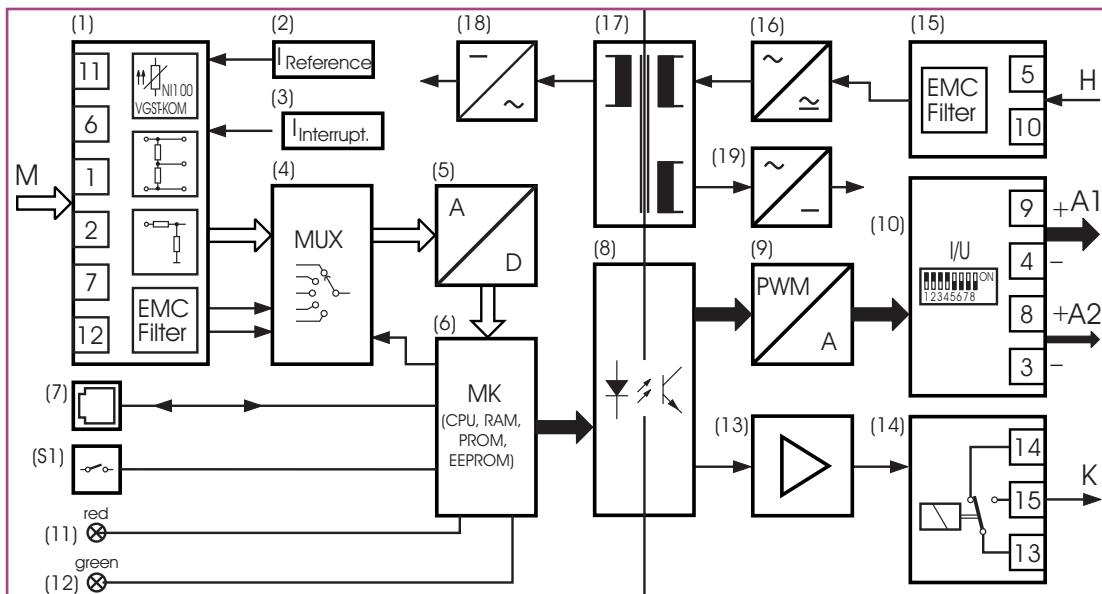 (1)
(2)
(18)
(17)
(16)
(15)
11
NI100
VGST-KOM
I Reference
5
EMC
Filter
H
10
(3)
I Interrupt.
6
M
1
(4)
(5)
(19)
2
MUX
A
D
7
EMC
Filter
12
(8)
(9)
PWM
A
(10)
I/U
ON
12345678
9
+A1
4
–
8
+A2
3
–
(6)
MK
(CPU, RAM,
PROM,
EEPROM)
(7)
(S1)
(13)
(14)
14
15
K
13
red
(11)
green
(12)